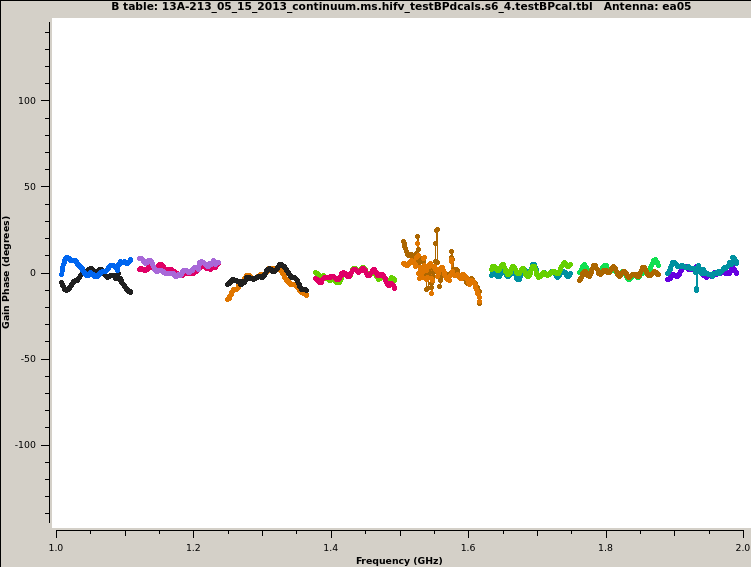 B table: 13A-213_05_15_2013_continuum.ms.hifv_testBPdcals.s6_4.testBPcal.tbl Antenna: ea05
Gain Phase (degrees)
100
50
0
-50
-100
1.0 1.2 1.4 1.6 1.8 2.0
Frequency (GHz)